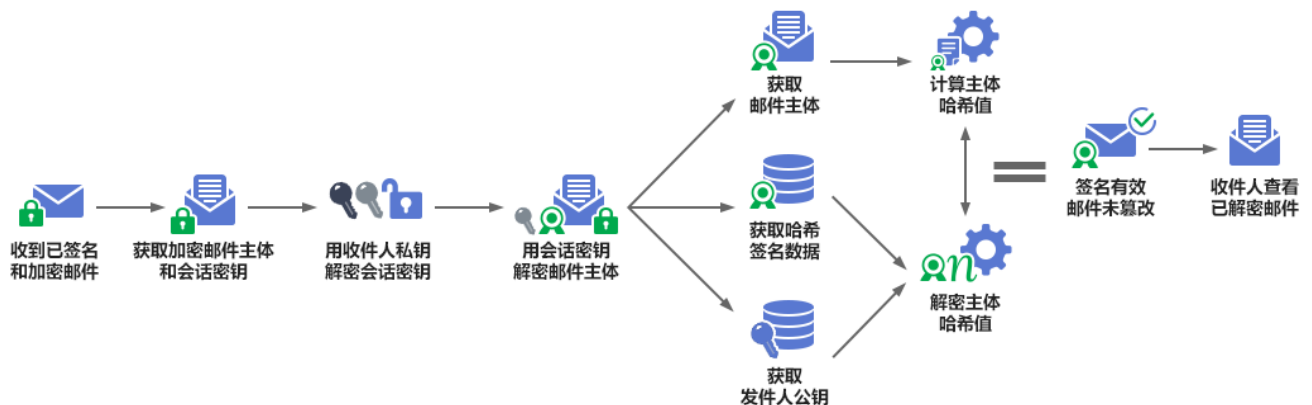 收到已签名
和加密邮件
获取加密邮件主体
和会话密钥
用收件人私钥
解密会话密钥
用会话密钥
解密邮件主体
获取
邮件主体
获取哈希
签名数据
获取
发件人公钥
计算主体
哈希值
n
解密主体
哈希值
签名有效
邮件未篡改
收件人查看
已解密邮件